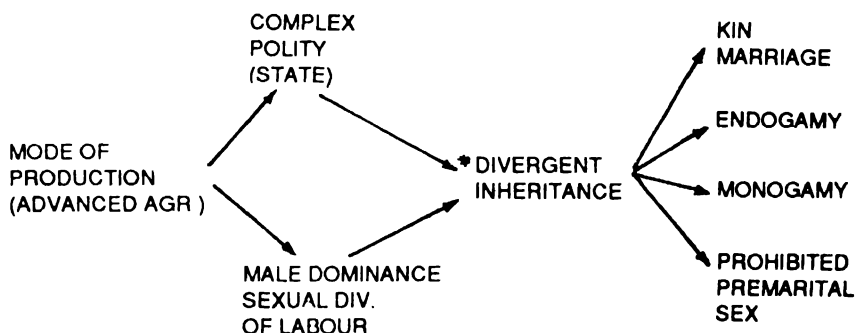 MODE OF
PRODUCTION
(ADVANCED AGR )
COMPLEX
POLITY
(STATE)
MALE DOMINANCE
SEXUAL DIV.
OF LABOUR
* DIVERGENT
INHERITANCE
KIN
MARRIAGE
ENDOGAMY
MONOGAMY
PROHIBITED
PREMARITAL
SEX